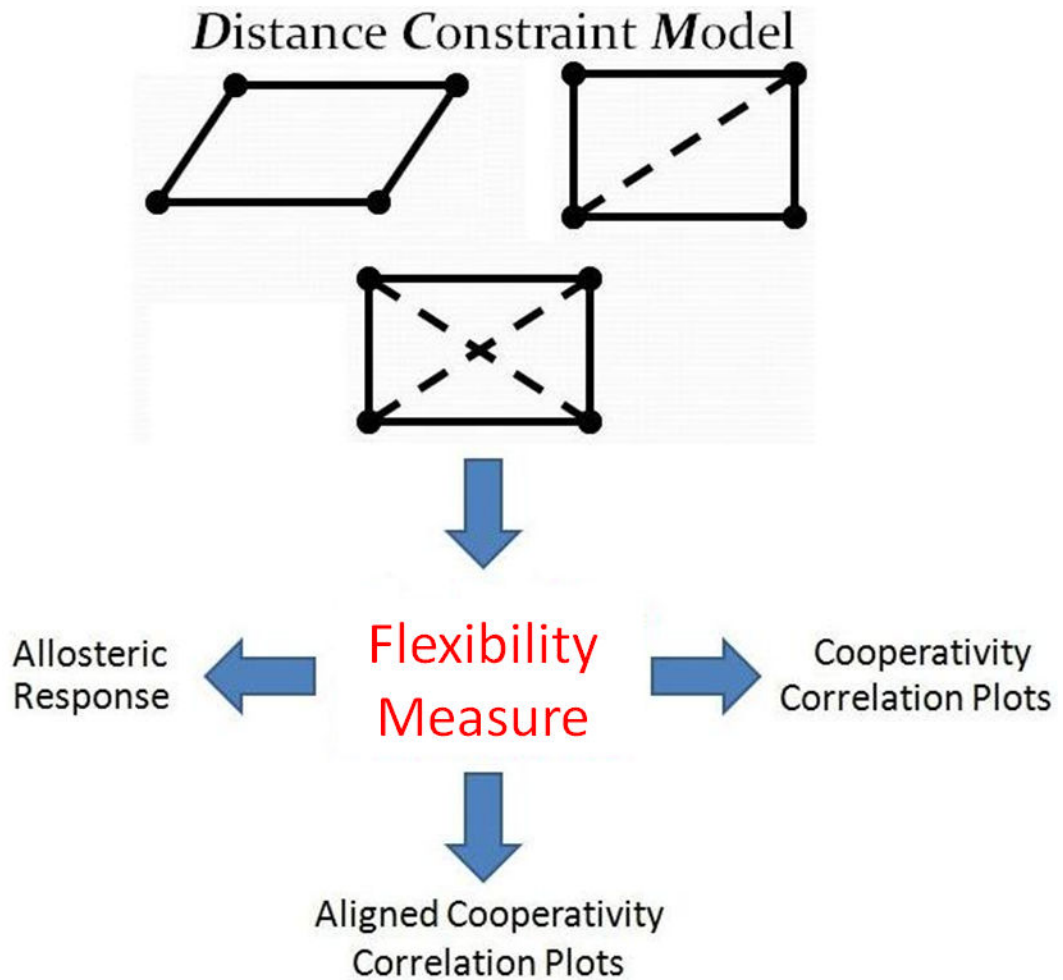 Distance Constraint Model
Flexibility
Measure
Allosteric
Response
Cooperativity
Correlation Plots
Aligned Cooperativity
Correlation Plots